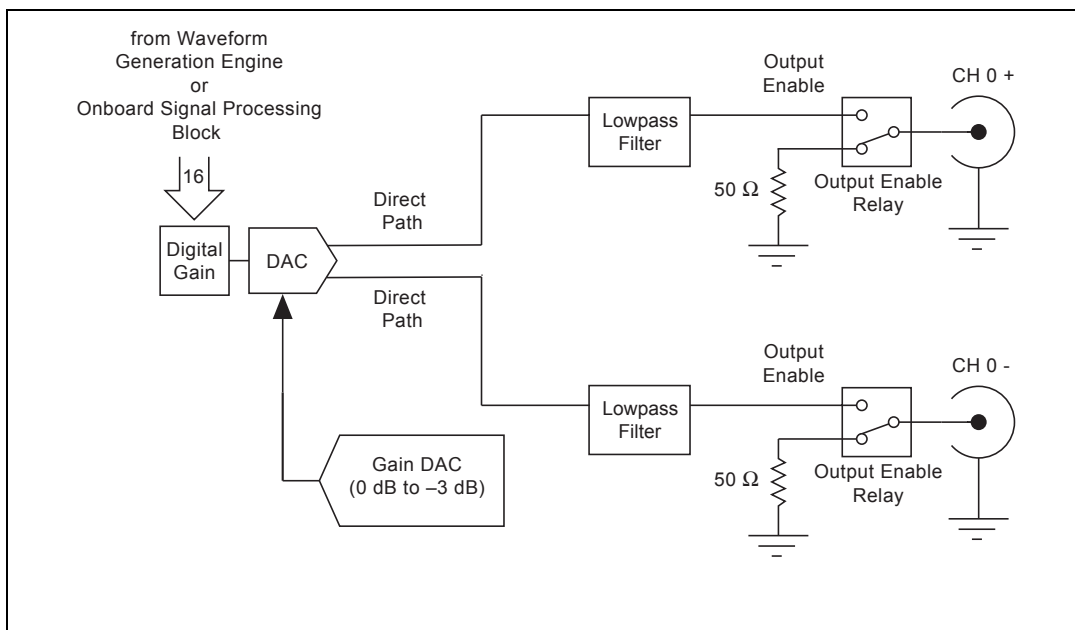 from Waveform
Generation Engine
or
Onboard Signal Processing
Block
16
Digital
Gain
DAC
Direct
Path
Direct
Path
Gain DAC
(0 dB to –3 dB)
Lowpass
Filter
Output
Enable
CH 0 +
50 Ω
Output Enable
Relay
Lowpass
Filter
Output
Enable
CH 0 -
50 Ω
Output Enable
Relay